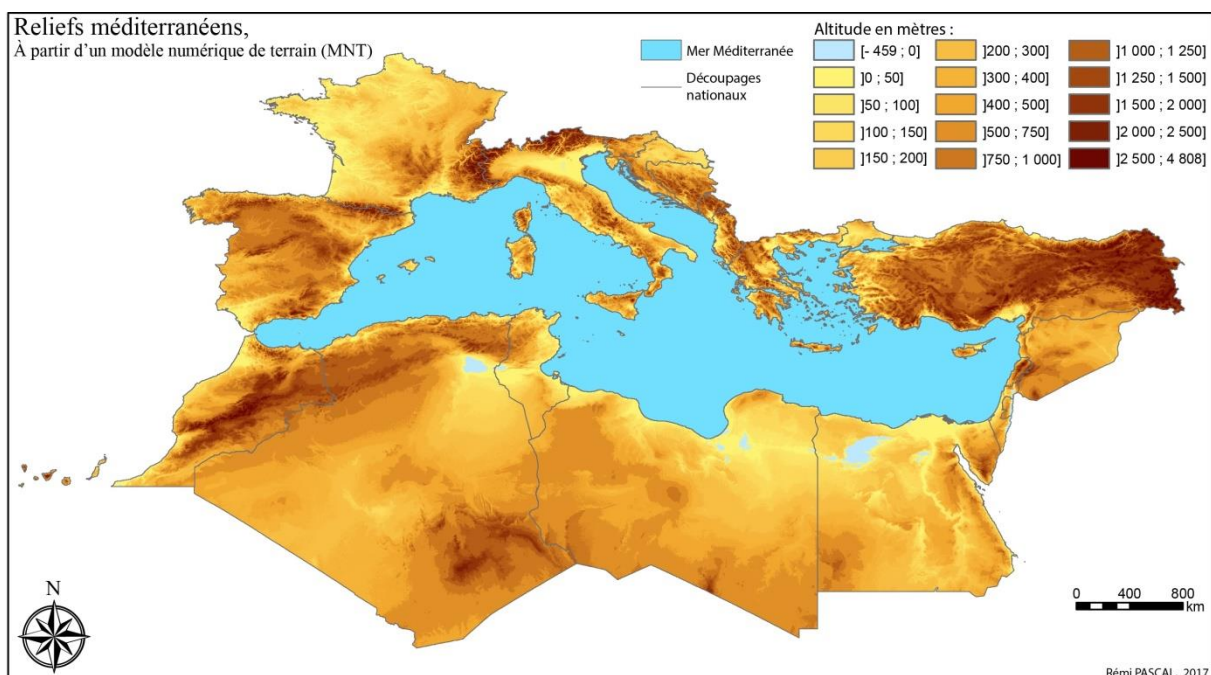 Reliefs méditerranéens,
À partir d'un modèle numérique de terrain (MNT)
Mer Méditerranée
Découpages
nationaux
Altitude en mètres :
[- 459 ; 0]
]0 ; 50]
]50 ; 100]
]100 ; 150]
]150 ; 200]
]200 ; 300]
]300 ; 400]
]400 ; 500]
]500 ; 750]
]750 ; 1 000]
]1 000 ; 1 250]
]1 250 ; 1 500]
]1 500 ; 2 000]
]2 000 ; 2 500]
]2 500 ; 4 808]
N
0 400 800
km
Rémi PASCAL, 2017